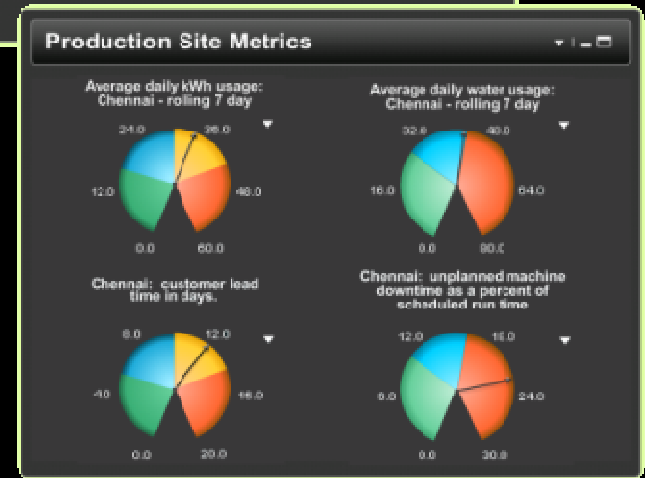 Production Site Metrics
Average daily kWh usage:
Chennai - rolling 7 day
24.0 36.0
12.0 48.0
0.0 60.0
Average daily water usage:
Chennai - rolling 7 day
32.0 48.0
16.0 64.0
0.0 80.0
Chennai: customer lead
time in days.
8.0 12.0
4.0 16.0
0.0 20.0
Chennai: unplanned machine
downtime as a percent of
scheduled run time
12.0 18.0
6.0 24.0
0.0 30.0